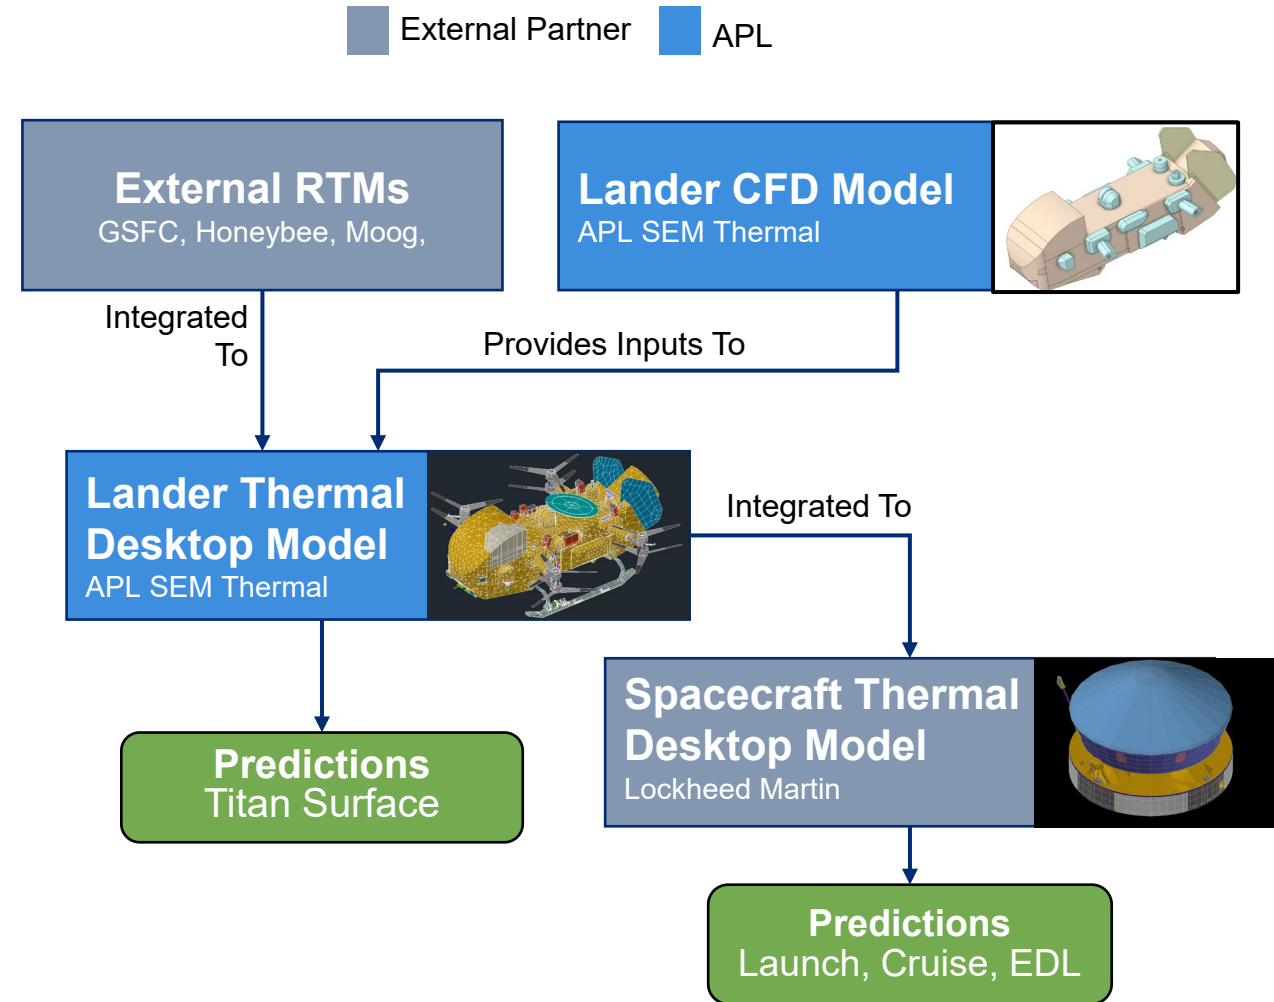 External Partner
APL
External RTMs
GSFC, Honeybee, Moog,
Lander CFD Model
APL SEM Thermal
Integrated
To
Provides Inputs To
Lander Thermal
Desktop Model
APL SEM Thermal
Integrated To
Spacecraft Thermal
Desktop Model
Lockheed Martin
Predictions
Titan Surface
Predictions
Launch, Cruise, EDL